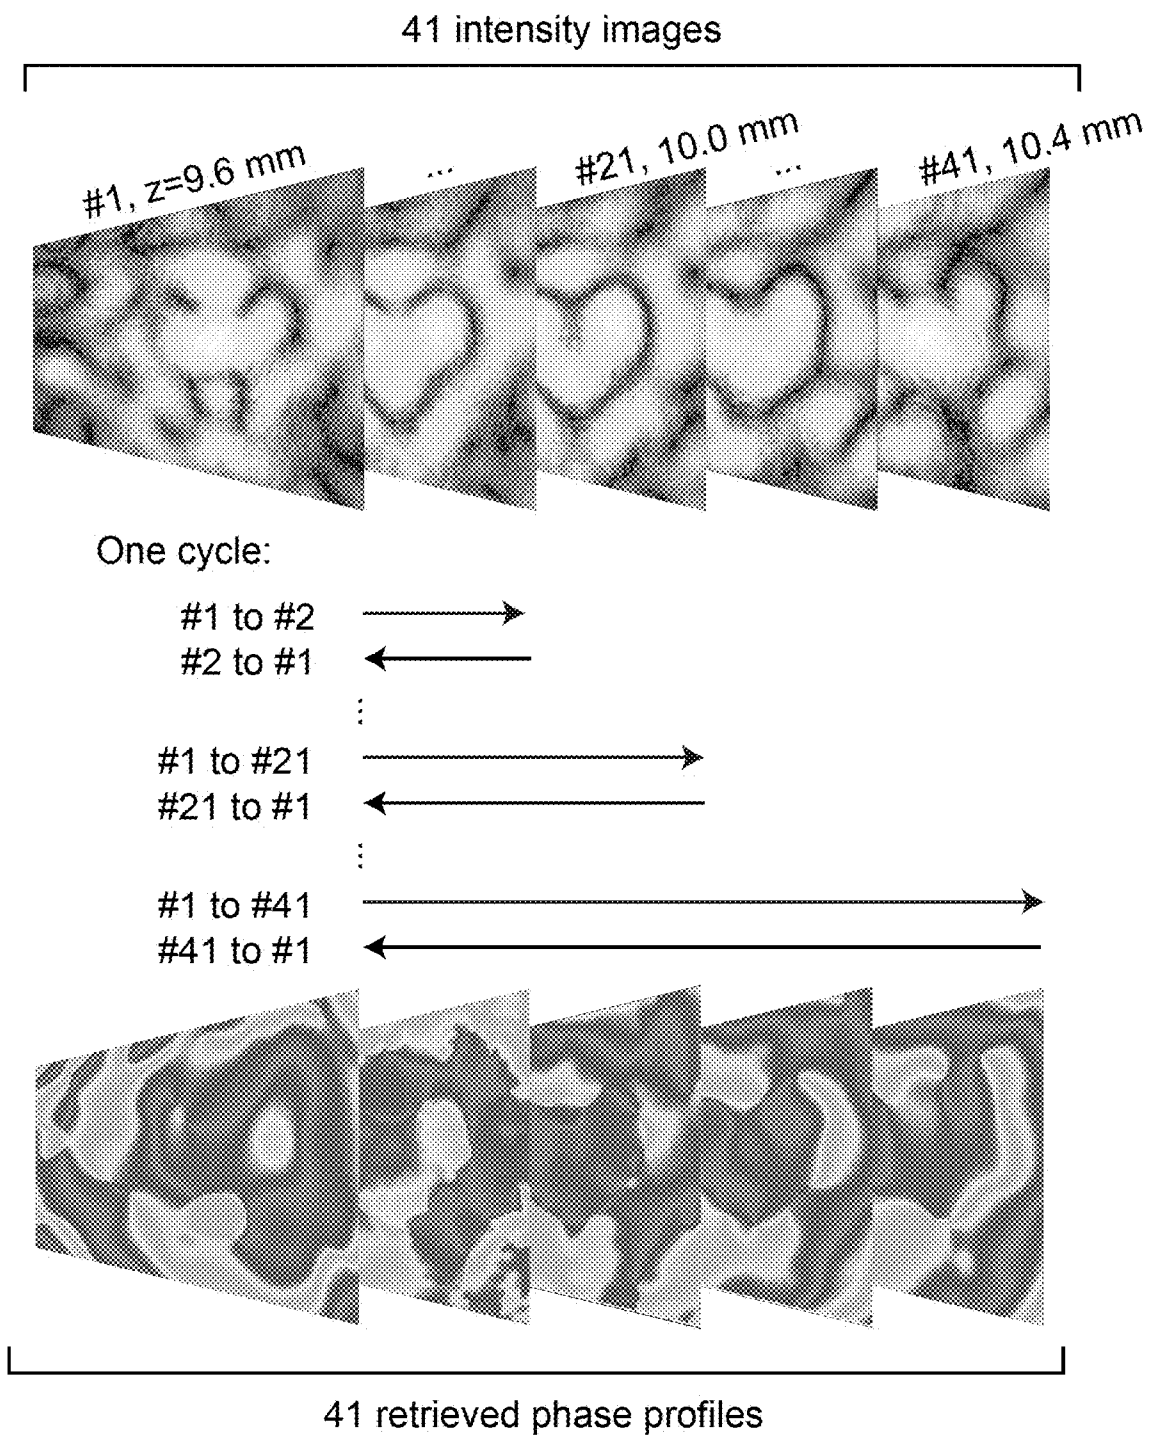 41 intensity images
#1, z=9.6 mm
...
#21, 10.0 mm
...
#41, 10.4 mm
One cycle:
#1 to #2
#2 to #1
⋮
#1 to #21
#21 to #1
⋮
#1 to #41
#41 to #1
41 retrieved phase profiles